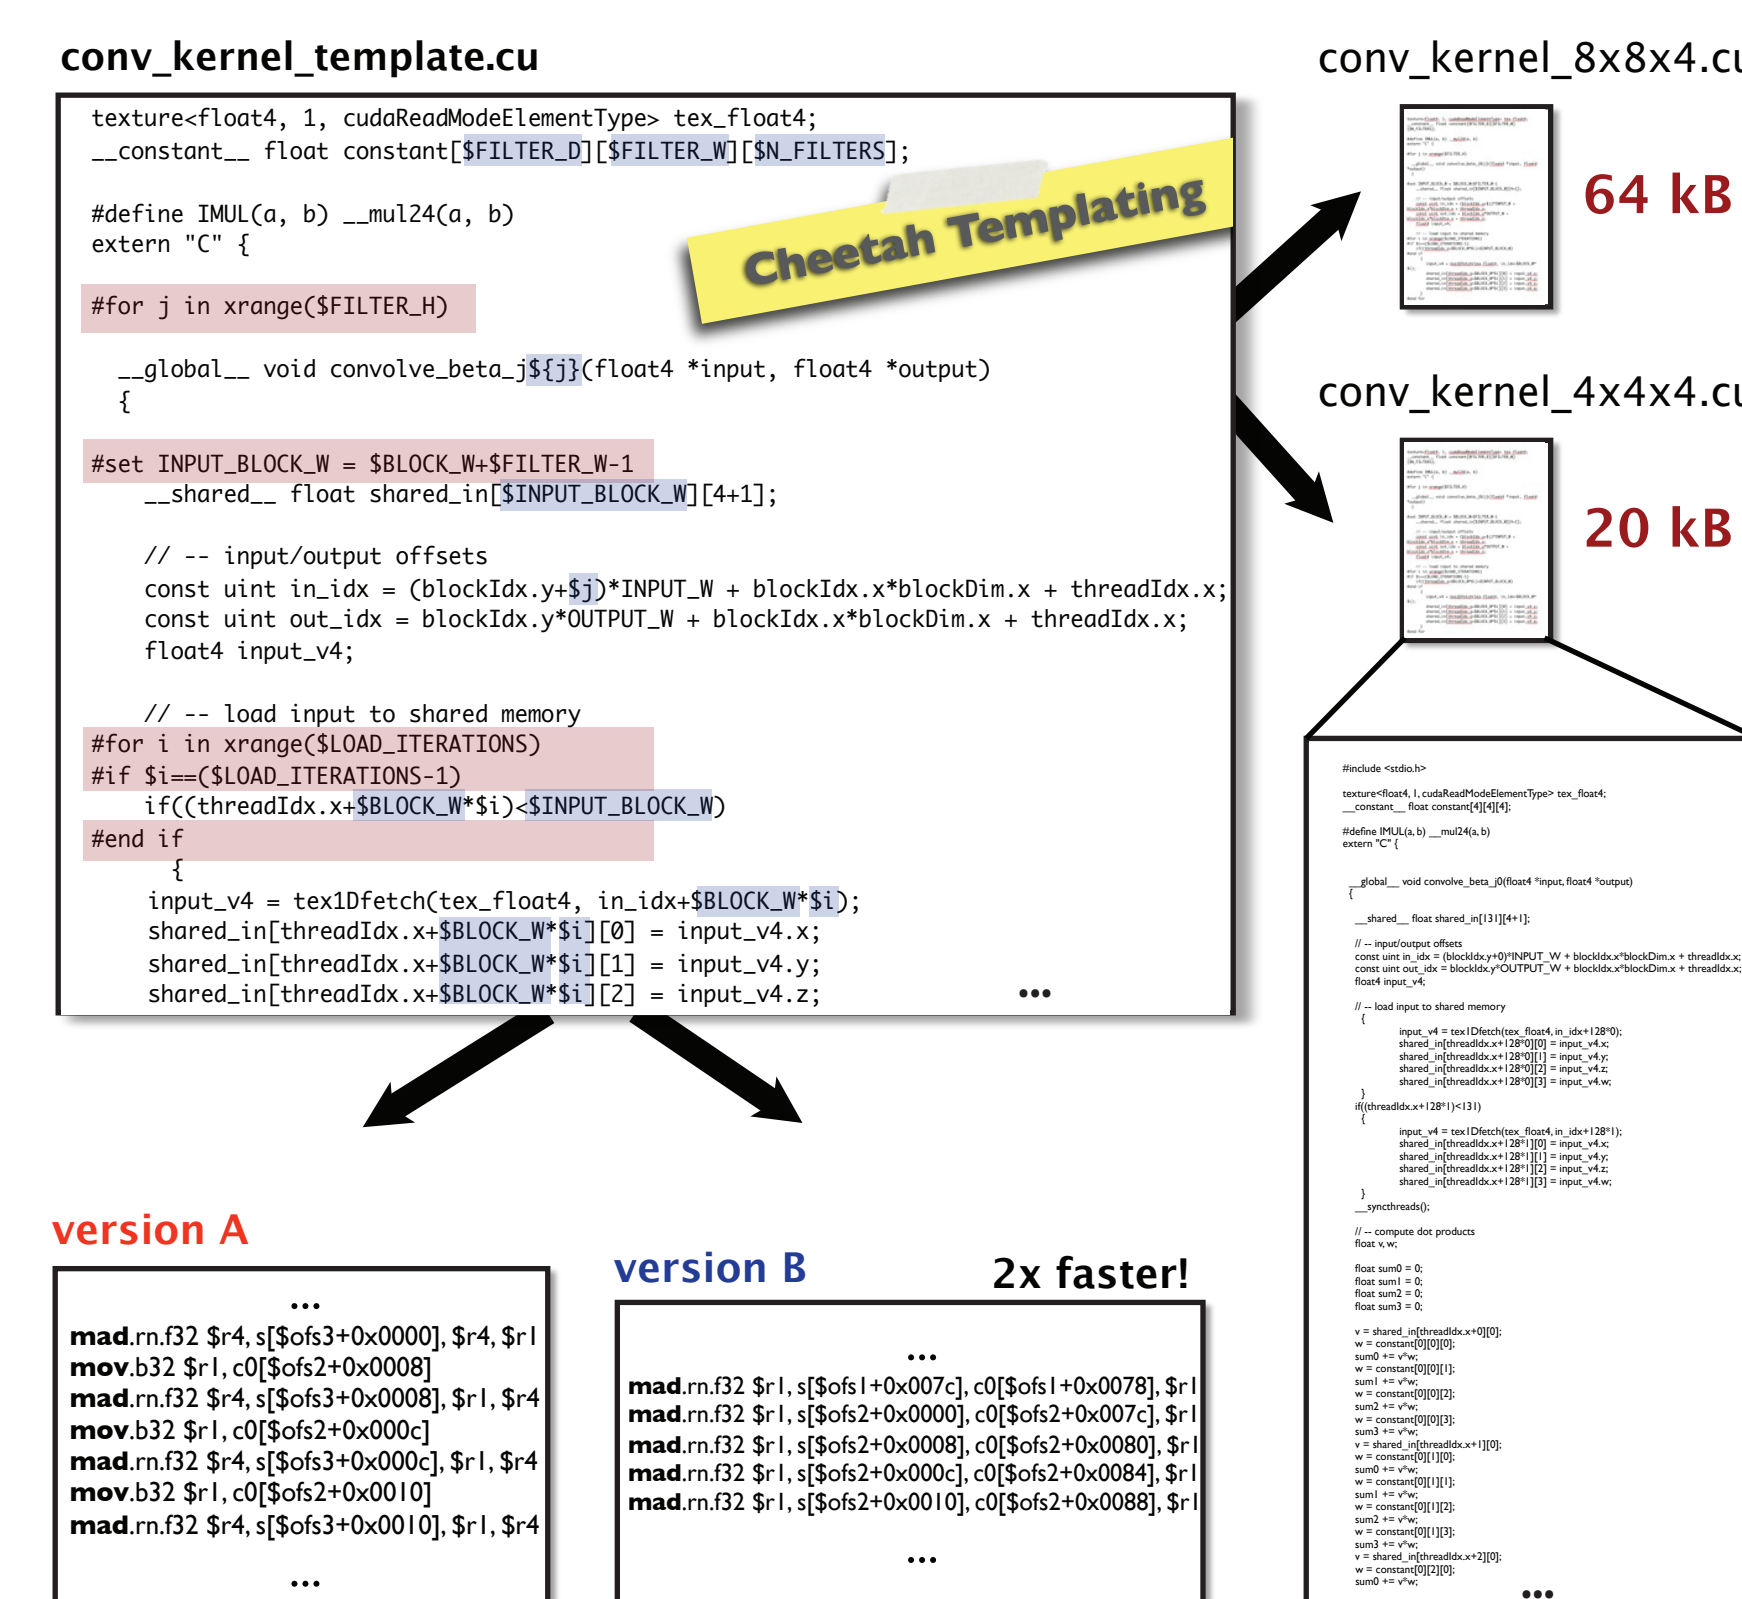 conv_kernel_template.cu
texture<float4, 1, cudaReadModeElementType> tex_float4;
__constant__ float constant[$FILTER_D][$FILTER_W][$N_FILTERS];
#define IMUL(a, b) __mul24(a, b)
extern "C" {
Cheetah Templating
#for j in xrange($FILTER_H)
__global__ void convolve_beta_j${j}(float4 *input, float4 *output)
{
#set INPUT_BLOCK_W = $BLOCK_W+$FILTER_W-1
__shared__ float shared_in[$INPUT_BLOCK_W][4+1];
// -- input/output offsets
const uint in_idx = (blockIdx.y+$j)*INPUT_W + blockIdx.x*blockDim.x + threadIdx.x;
const uint out_idx = blockIdx.y*OUTPUT_W + blockIdx.x*blockDim.x + threadIdx.x;
float4 input_v4;
// -- load input to shared memory
#for i in xrange($LOAD_ITERATIONS)
#if $i==($LOAD_ITERATIONS-1)
if((threadIdx.x+$BLOCK_W*$i)<$INPUT_BLOCK_W)
#end if
{
input_v4 = tex1Dfetch(tex_float4, in_idx+$BLOCK_W*$i);
shared_in[threadIdx.x+$BLOCK_W*$i][0] = input_v4.x;
shared_in[threadIdx.x+$BLOCK_W*$i][1] = input_v4.y;
shared_in[threadIdx.x+$BLOCK_W*$i][2] = input_v4.z;
...
conv_kernel_8x8x4.cu
64 kB
conv_kernel_4x4x4.cu
20 kB
#include <stdio.h>
texture<float4, 1, cudaReadModeElementType> tex_float4;
__constant__ float constant[4][4][4];
#define IMUL(a, b) __mul24(a, b)
extern "C" {
__global__ void convolve_beta_j0(float4 *input, float4 *output)
{
__shared__ float shared_in[131][4+1];
// -- input/output offsets
const uint in_idx = (blockIdx.y+0)*INPUT_W + blockIdx.x*blockDim.x + threadIdx.x;
const uint out_idx = blockIdx.y*OUTPUT_W + blockIdx.x*blockDim.x + threadIdx.x;
float4 input_v4;
// -- load input to shared memory
{
input_v4 = tex1Dfetch(tex_float4, in_idx+128*0);
shared_in[threadIdx.x+128*0][0] = input_v4.x;
shared_in[threadIdx.x+128*0][1] = input_v4.y;
shared_in[threadIdx.x+128*0][2] = input_v4.z;
shared_in[threadIdx.x+128*0][3] = input_v4.w;
}
if((threadIdx.x+128*1)<131)
{
input_v4 = tex1Dfetch(tex_float4, in_idx+128*1);
shared_in[threadIdx.x+128*1][0] = input_v4.x;
shared_in[threadIdx.x+128*1][1] = input_v4.y;
shared_in[threadIdx.x+128*1][2] = input_v4.z;
shared_in[threadIdx.x+128*1][3] = input_v4.w;
}
__syncthreads();
// -- compute dot products
float v, w;
float sum0 = 0;
float sum1 = 0;
float sum2 = 0;
float sum3 = 0;
v = shared_in[threadIdx.x+0][0];
w = constant[0][0][0];
sum0 += v*w;
w = constant[0][0][1];
sum1 += v*w;
w = constant[0][0][2];
sum2 += v*w;
w = constant[0][0][3];
sum3 += v*w;
v = shared_in[threadIdx.x+1][0];
w = constant[0][1][0];
sum0 += v*w;
w = constant[0][1][1];
sum1 += v*w;
w = constant[0][1][2];
sum2 += v*w;
w = constant[0][1][3];
sum3 += v*w;
v = shared_in[threadIdx.x+2][0];
w = constant[0][2][0];
sum0 += v*w;
...
version A
...
mad.rn.f32 $r4, s[$ofs3+0x0000], $r4, $r1
mov.b32 $r1, c0[$ofs2+0x0008]
mad.rn.f32 $r4, s[$ofs3+0x0008], $r1, $r4
mov.b32 $r1, c0[$ofs2+0x000c]
mad.rn.f32 $r4, s[$ofs3+0x000c], $r1, $r4
mov.b32 $r1, c0[$ofs2+0x0010]
mad.rn.f32 $r4, s[$ofs3+0x0010], $r1, $r4
...
version B
2x faster!
...
mad.rn.f32 $r1, s[$ofs1+0x007c], c0[$ofs1+0x0078], $r1
mad.rn.f32 $r1, s[$ofs2+0x0000], c0[$ofs2+0x007c], $r1
mad.rn.f32 $r1, s[$ofs2+0x0008], c0[$ofs2+0x0080], $r1
mad.rn.f32 $r1, s[$ofs2+0x000c], c0[$ofs2+0x0084], $r1
mad.rn.f32 $r1, s[$ofs2+0x0010], c0[$ofs2+0x0088], $r1
...